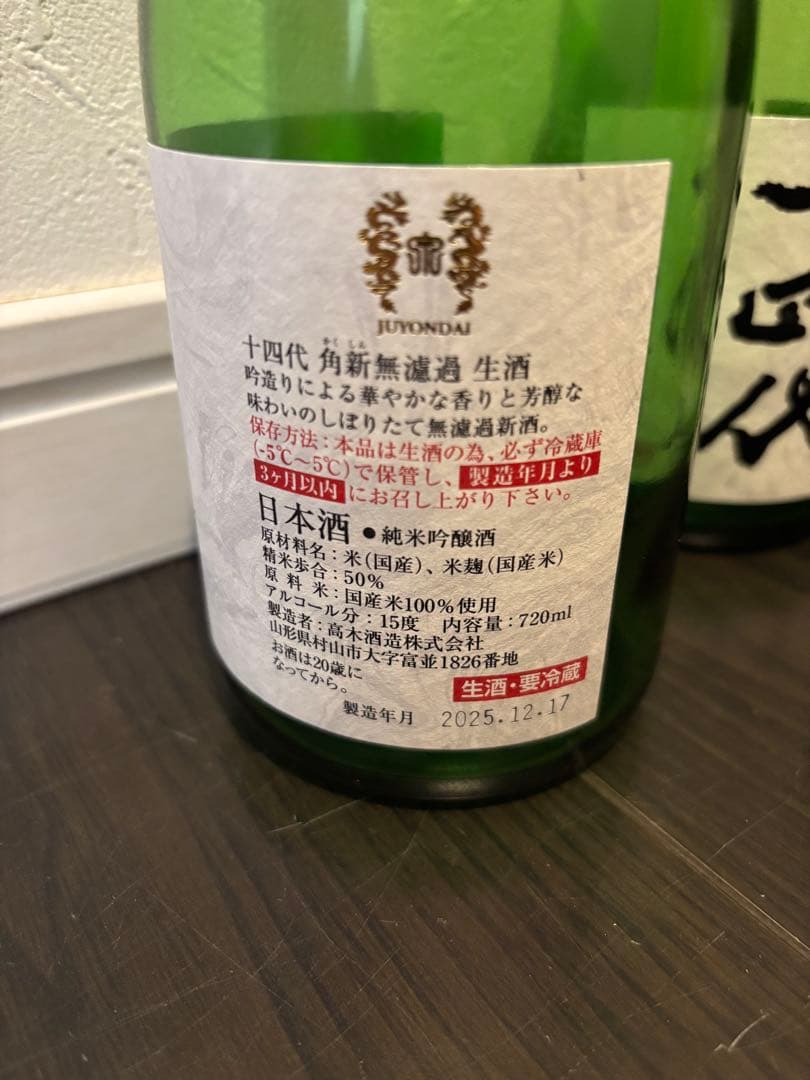 JUYONDAI
十四代 角新無濾過 生酒
かくしん
吟造りによる華やかな香りと芳醇な
味わいのしぼりたて無濾過新酒。
保存方法：本品は生酒の為、必ず冷蔵庫
(-5℃～5℃)で保管し、製造年月より
3ヶ月以内にお召し上がり下さい。
日本酒 ●純米吟醸酒
原材料名：米（国産）、米麹（国産米）
精米歩合：50%
原料米：国産米100%使用
アルコール分：15度 内容量：720ml
製造者：高木酒造株式会社
山形県村山市大字富並1826番地
お酒は20歳に
なってから。
生酒・要冷蔵
製造年月 2025.12.17
十四代